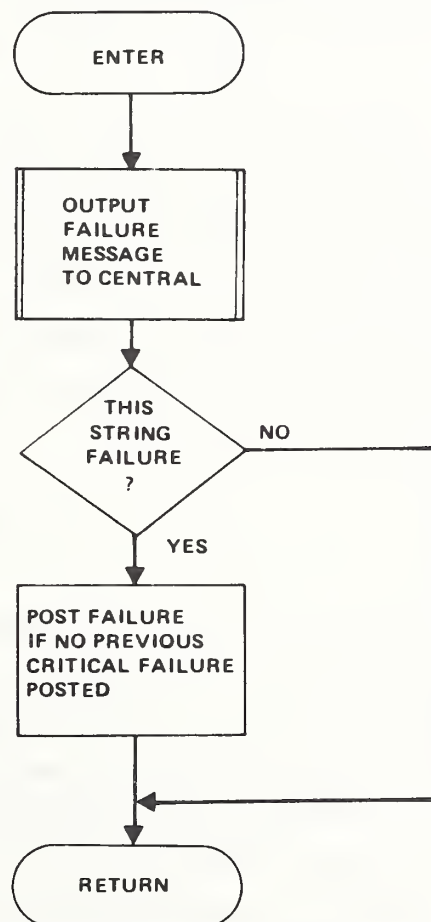 ENTER
OUTPUT
FAILURE
MESSAGE
TO CENTRAL
THIS
STRING
FAILURE
?
NO
YES
POST FAILURE
IF NO PREVIOUS
CRITICAL FAILURE
POSTED
RETURN